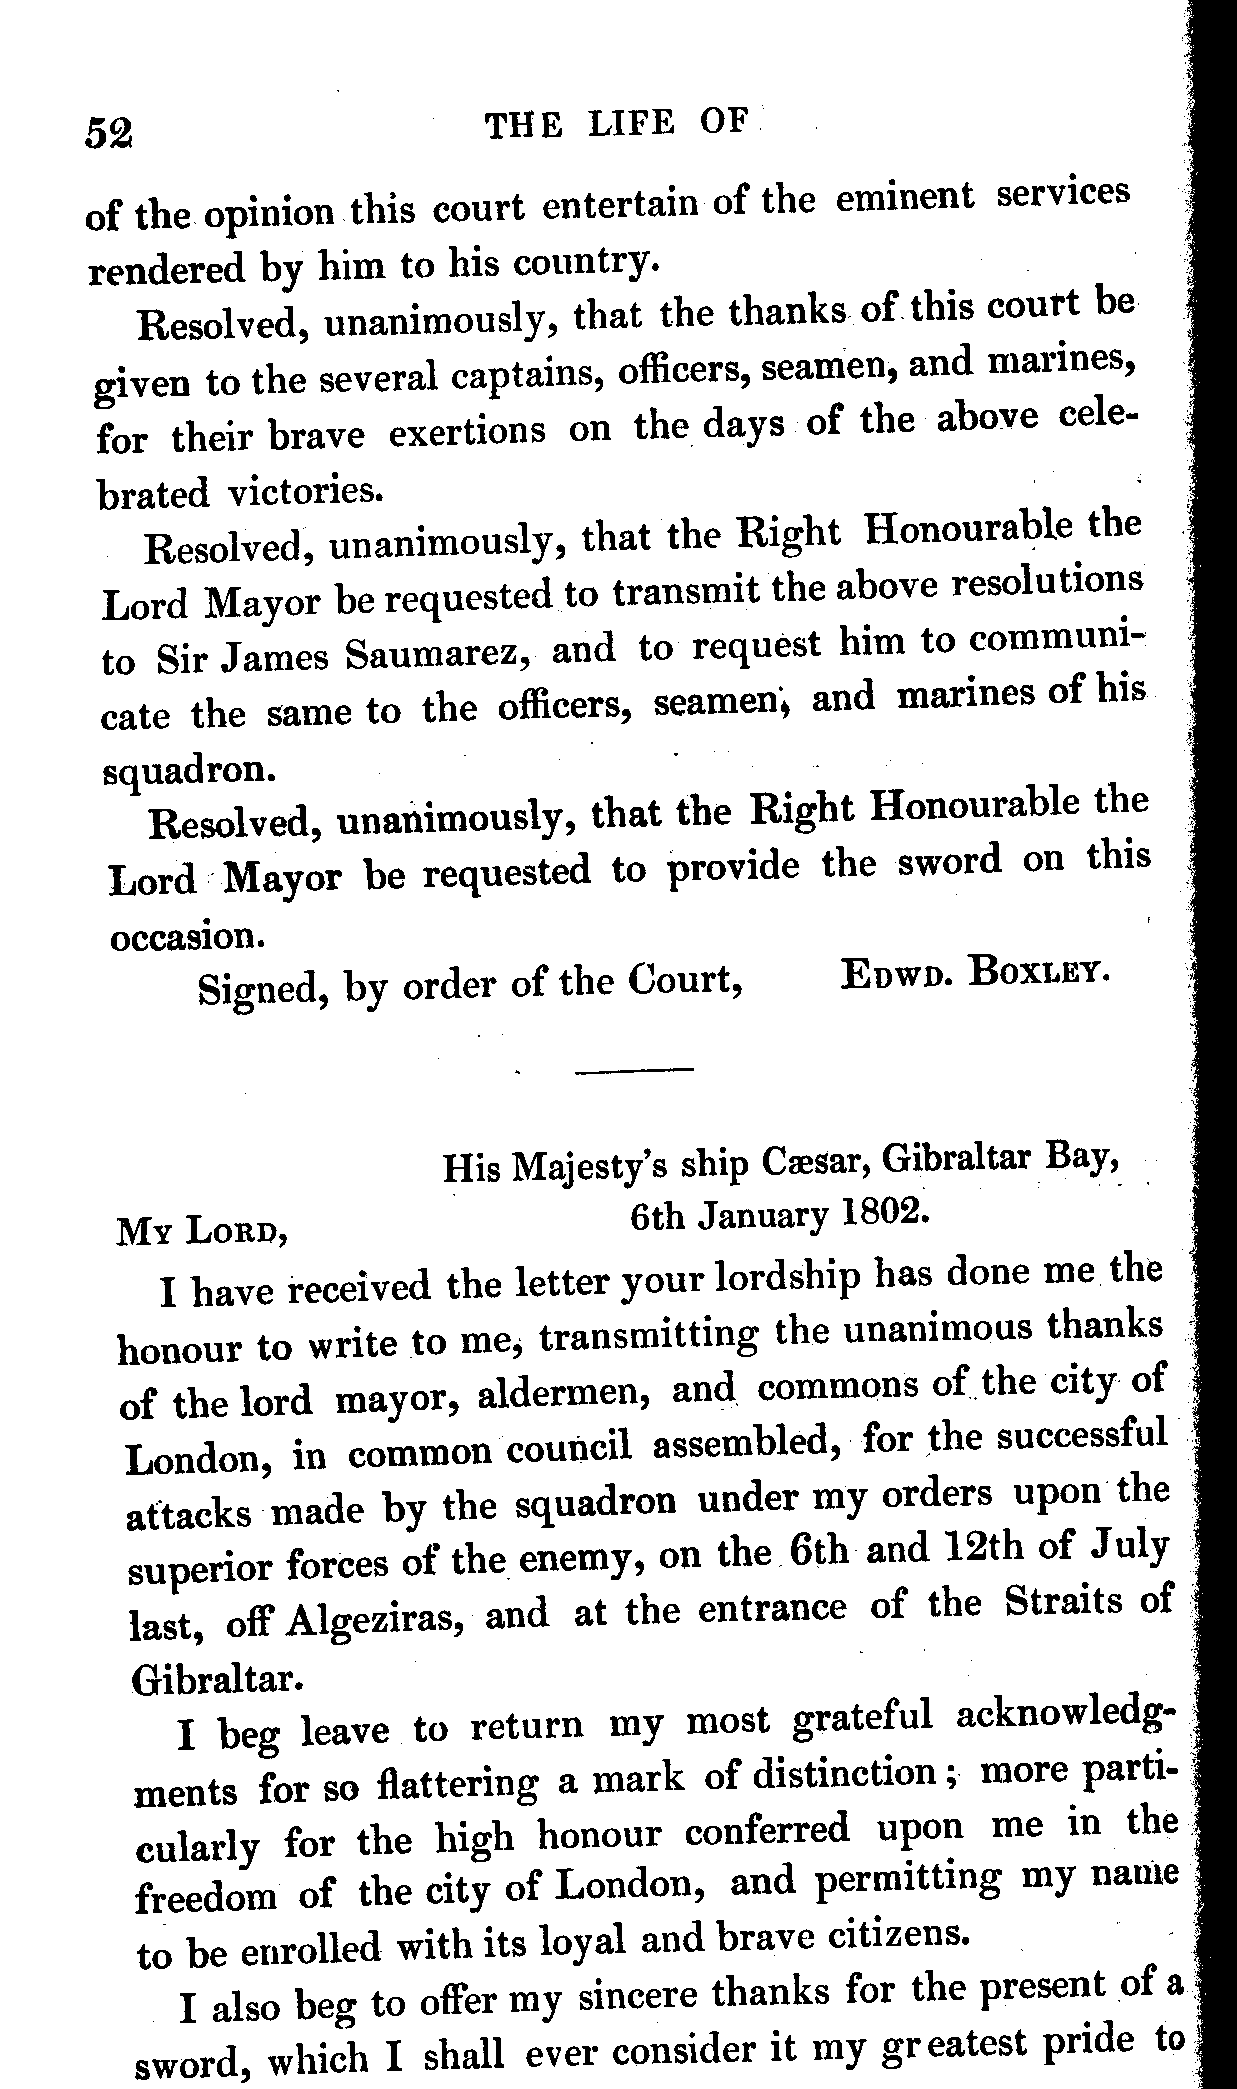 52 THE LIFE OF
of the opinion this court entertain of the eminent services
rendered by him to his country.
Resolved, unanimously, that the thanks of this court be
given to the several captains, officers, seamen, and marines,
for their brave exertions on the days of the above cele-
brated victories.
Resolved, unanimously, that the Right Honourable the
Lord Mayor be requested to transmit the above resolutions
to Sir James Saumarez, and to request him to communi-
cate the same to the officers, seamen, and marines of his
squadron.
Resolved, unanimously, that the Right Honourable the
Lord Mayor be requested to provide the sword on this
occasion.
Signed, by order of the Court, EDWD. BOXLEY.
His Majesty's ship Cæsar, Gibraltar Bay,
MY LORD, 6th January 1802.
I have received the letter your lordship has done me the
honour to write to me, transmitting the unanimous thanks
of the lord mayor, aldermen, and commons of the city of
London, in common council assembled, for the successful
attacks made by the squadron under my orders upon the
superior forces of the enemy, on the 6th and 12th of July
last, off Algeziras, and at the entrance of the Straits of
Gibraltar.
I beg leave to return my most grateful acknowledg-
ments for so flattering a mark of distinction; more parti-
cularly for the high honour conferred upon me in the
freedom of the city of London, and permitting my name
to be enrolled with its loyal and brave citizens.
I also beg to offer my sincere thanks for the present of a
sword, which I shall ever consider it my greatest pride to